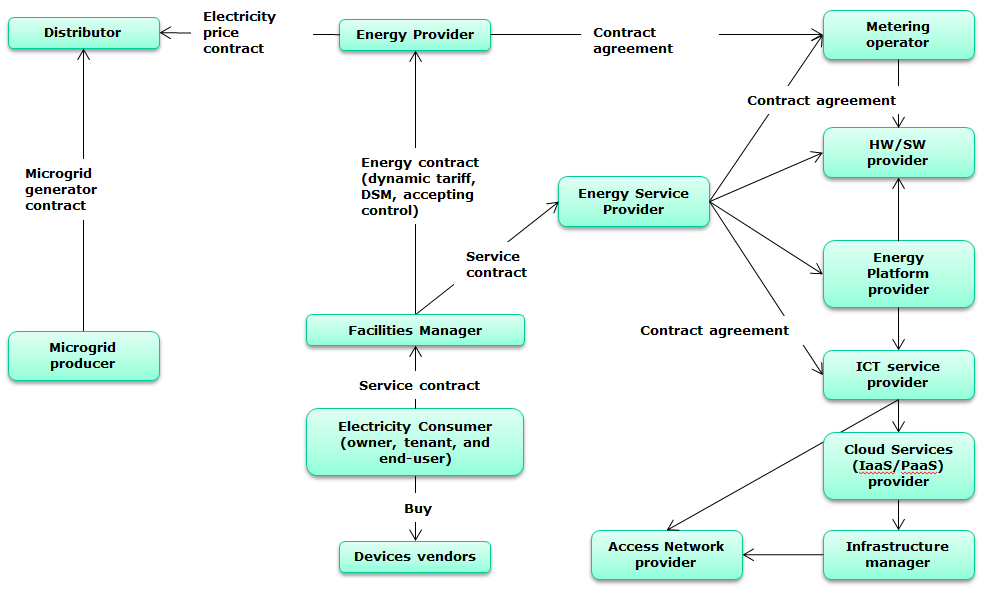 Distributor
Electricity
price
contract
Energy Provider
Contract
agreement
Metering
operator
Contract agreement
HW/SW
provider
Microgrid
generator
contract
Energy contract
(dynamic tariff,
DSM, accepting
control)
Energy Service
Provider
Service
contract
Energy
Platform
provider
Contract agreement
Facilities Manager
Microgrid
producer
ICT service
provider
Service contract
Electricity Consumer
(owner, tenant, and
end-user)
Cloud Services
(IaaS/PaaS)
provider
Buy
Devices vendors
Access Network
provider
Infrastructure
manager